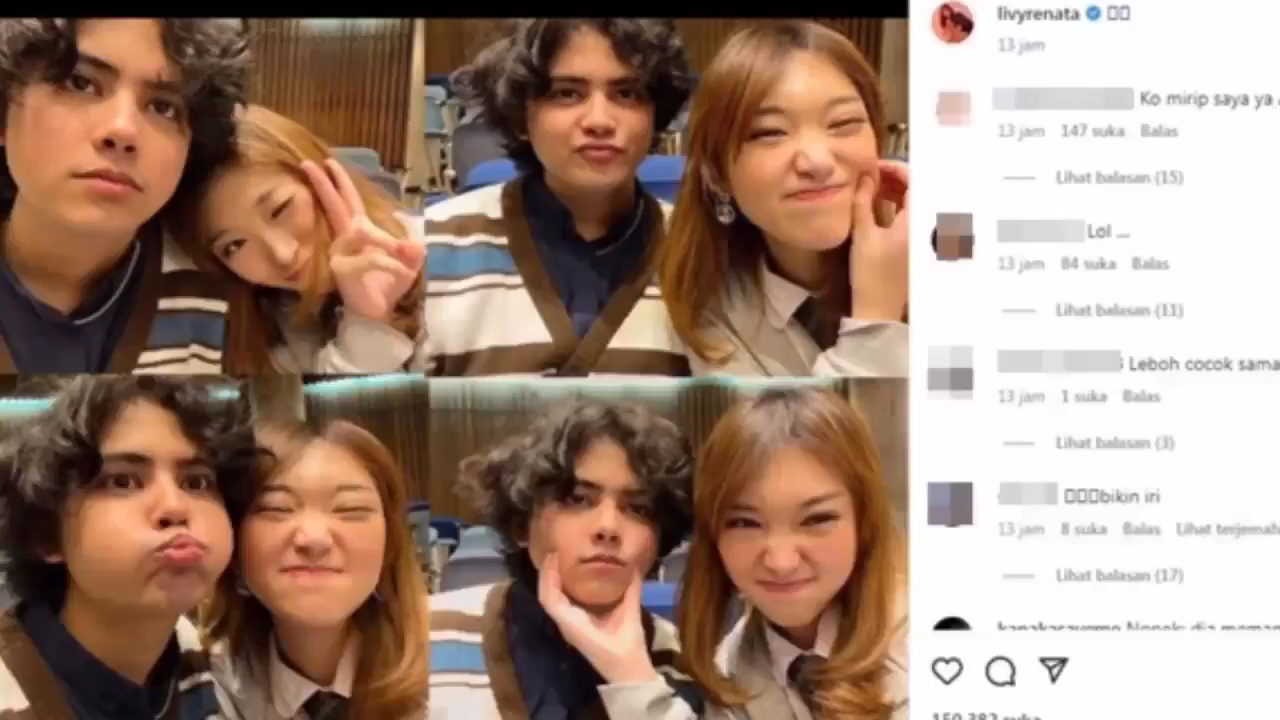 livyrenata
13 jam
Ko mirip saya ya
13 jam 147 suka Balas
Lihat balasan (15)
Lol ...
13 jam 84 suka Balas
Lihat balasan (11)
Leboh cocok sama
13 jam 1 suka Balas
Lihat balasan (3)
bikin iri
13 jam 8 suka Balas Lihat terjemah
Lihat balasan (17)